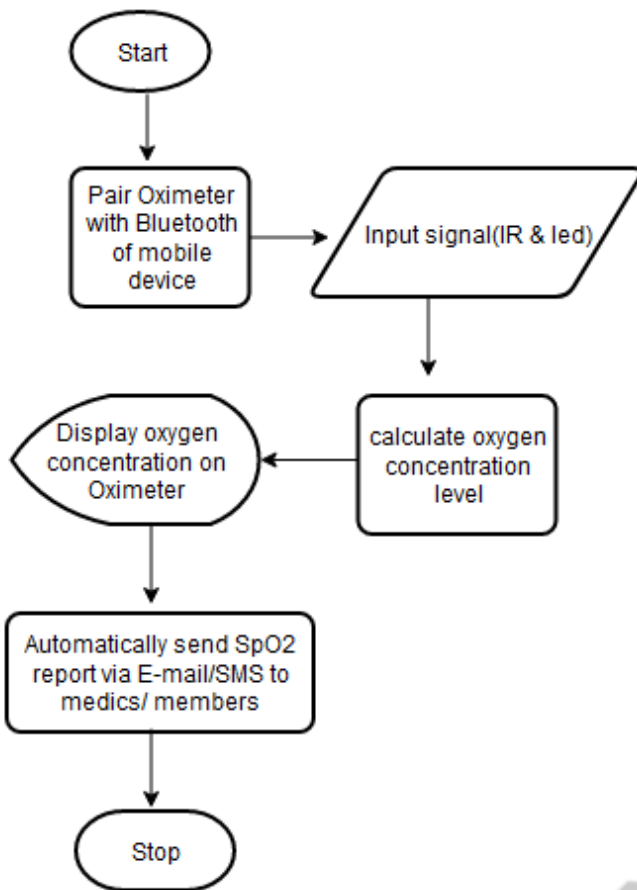 Start
Pair Oximeter
with Bluetooth
of mobile
device
Input signal(IR & led)
calculate oxygen
concentration
level
Display oxygen
concentration on
Oximeter
Automatically send SpO2
report via E-mail/SMS to
medics/ members
Stop